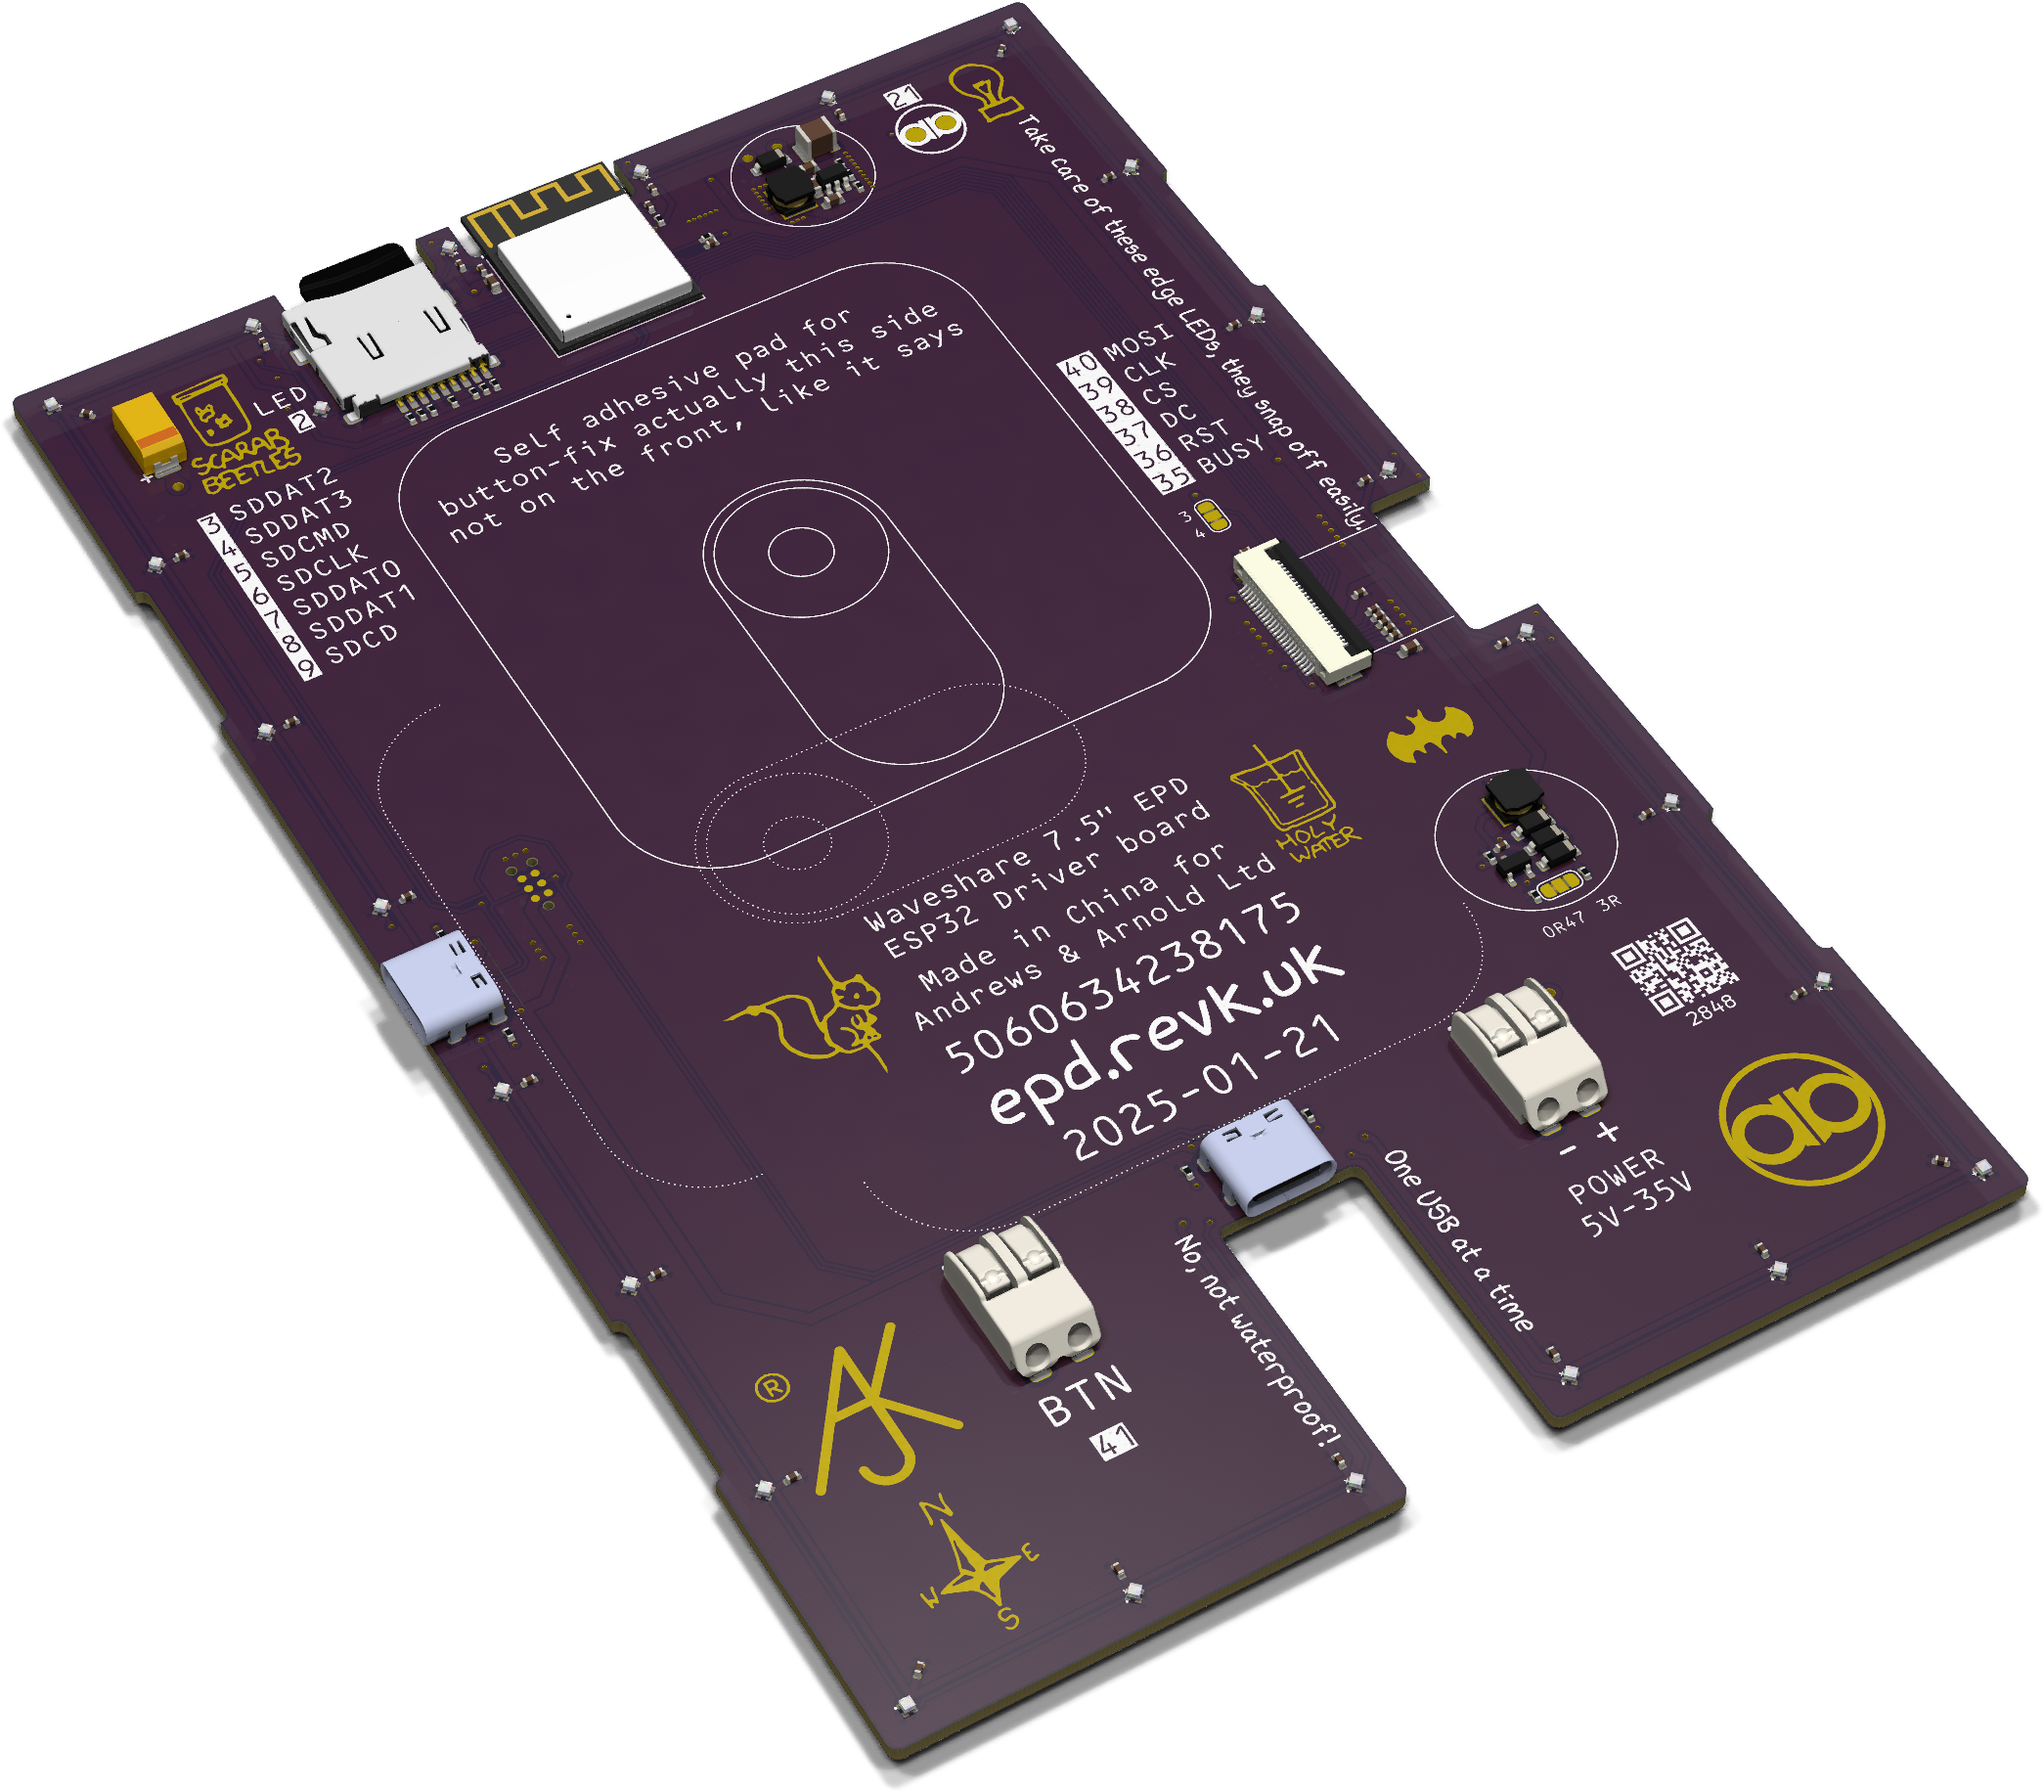 21
Take care of these edge LEDs, they snap off easily.
Self adhesive pad for
button-fix actually this side
not on the front, like it says
LED
2
SCARAB
BEETLES
+
3 SDDAT2
4 SDDAT3
5 SDCMD
6 SDCLK
7 SDDAT0
8 SDDAT1
9 SDCD
40 MOSI
39 CLK
38 CS
37 DC
36 RST
35 BUSY
3
4
HOLY
WATER
Waveshare 7.5" EPD
ESP32 Driver board
Made in China for
Andrews & Arnold Ltd
5060634238175
epd.revk.uk
2025-01-21
0R47 3R
2848
- +
POWER
5V-35V
One USB at a time
No, not waterproof!
BTN
41
®
AJK
N
E
W
S